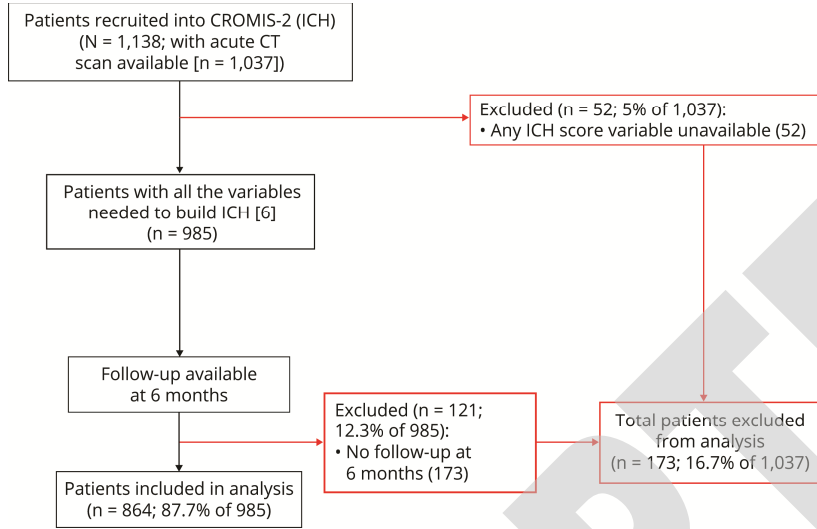 Patients recruited into CROMIS-2 (ICH)
(N = 1,138; with acute CT
scan available [n = 1,037])
Excluded (n = 52; 5% of 1,037):
• Any ICH score variable unavailable (52)
Patients with all the variables
needed to build ICH [6]
(n = 985)
Follow-up available
at 6 months
Excluded (n = 121;
12.3% of 985):
• No follow-up at
6 months (173)
Total patients excluded
from analysis
(n = 173; 16.7% of 1,037)
Patients included in analysis
(n = 864; 87.7% of 985)